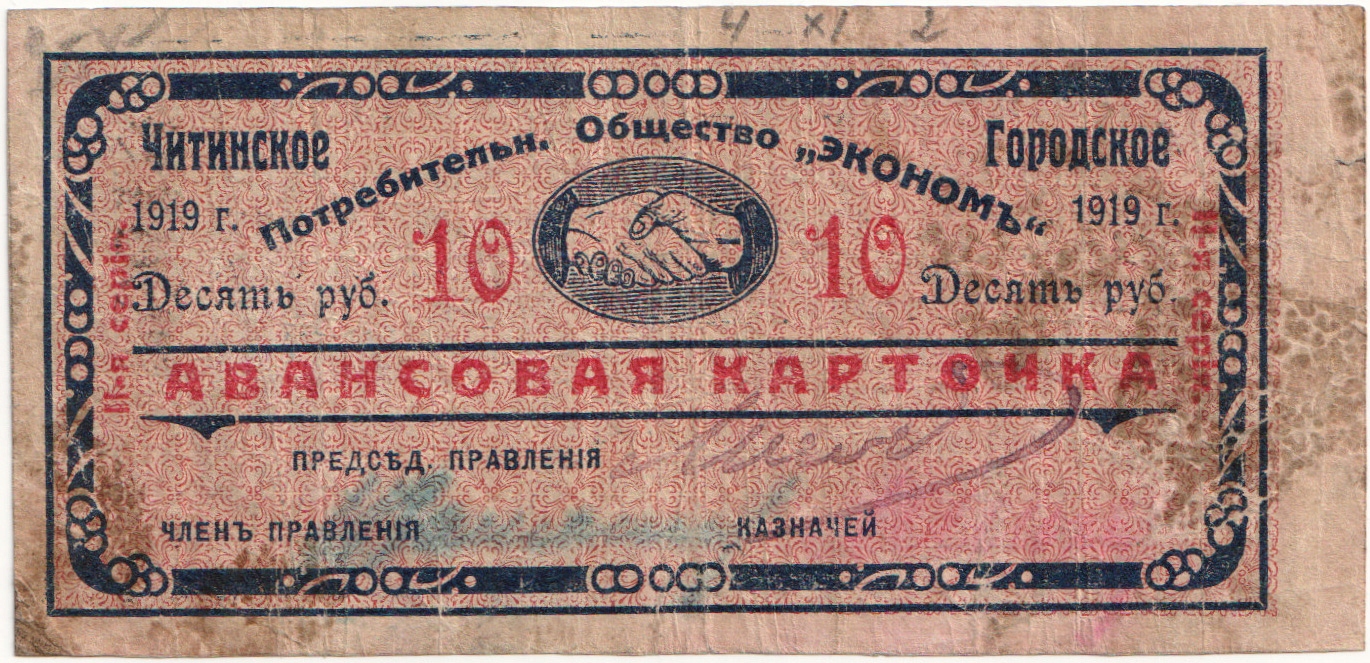 4 XI 2
Читинское Потребительн. Общество „ЭКОНОМЪ“ Городское
1919 г. 1919 г.
10 10
Десять руб. Десять руб.
II-я серія. II-я серія.
АВАНСОВАЯ КАРТОЧКА
ПРЕДСѢД. ПРАВЛЕНІЯ
ЧЛЕНЪ ПРАВЛЕНІЯ КАЗНАЧЕЙ